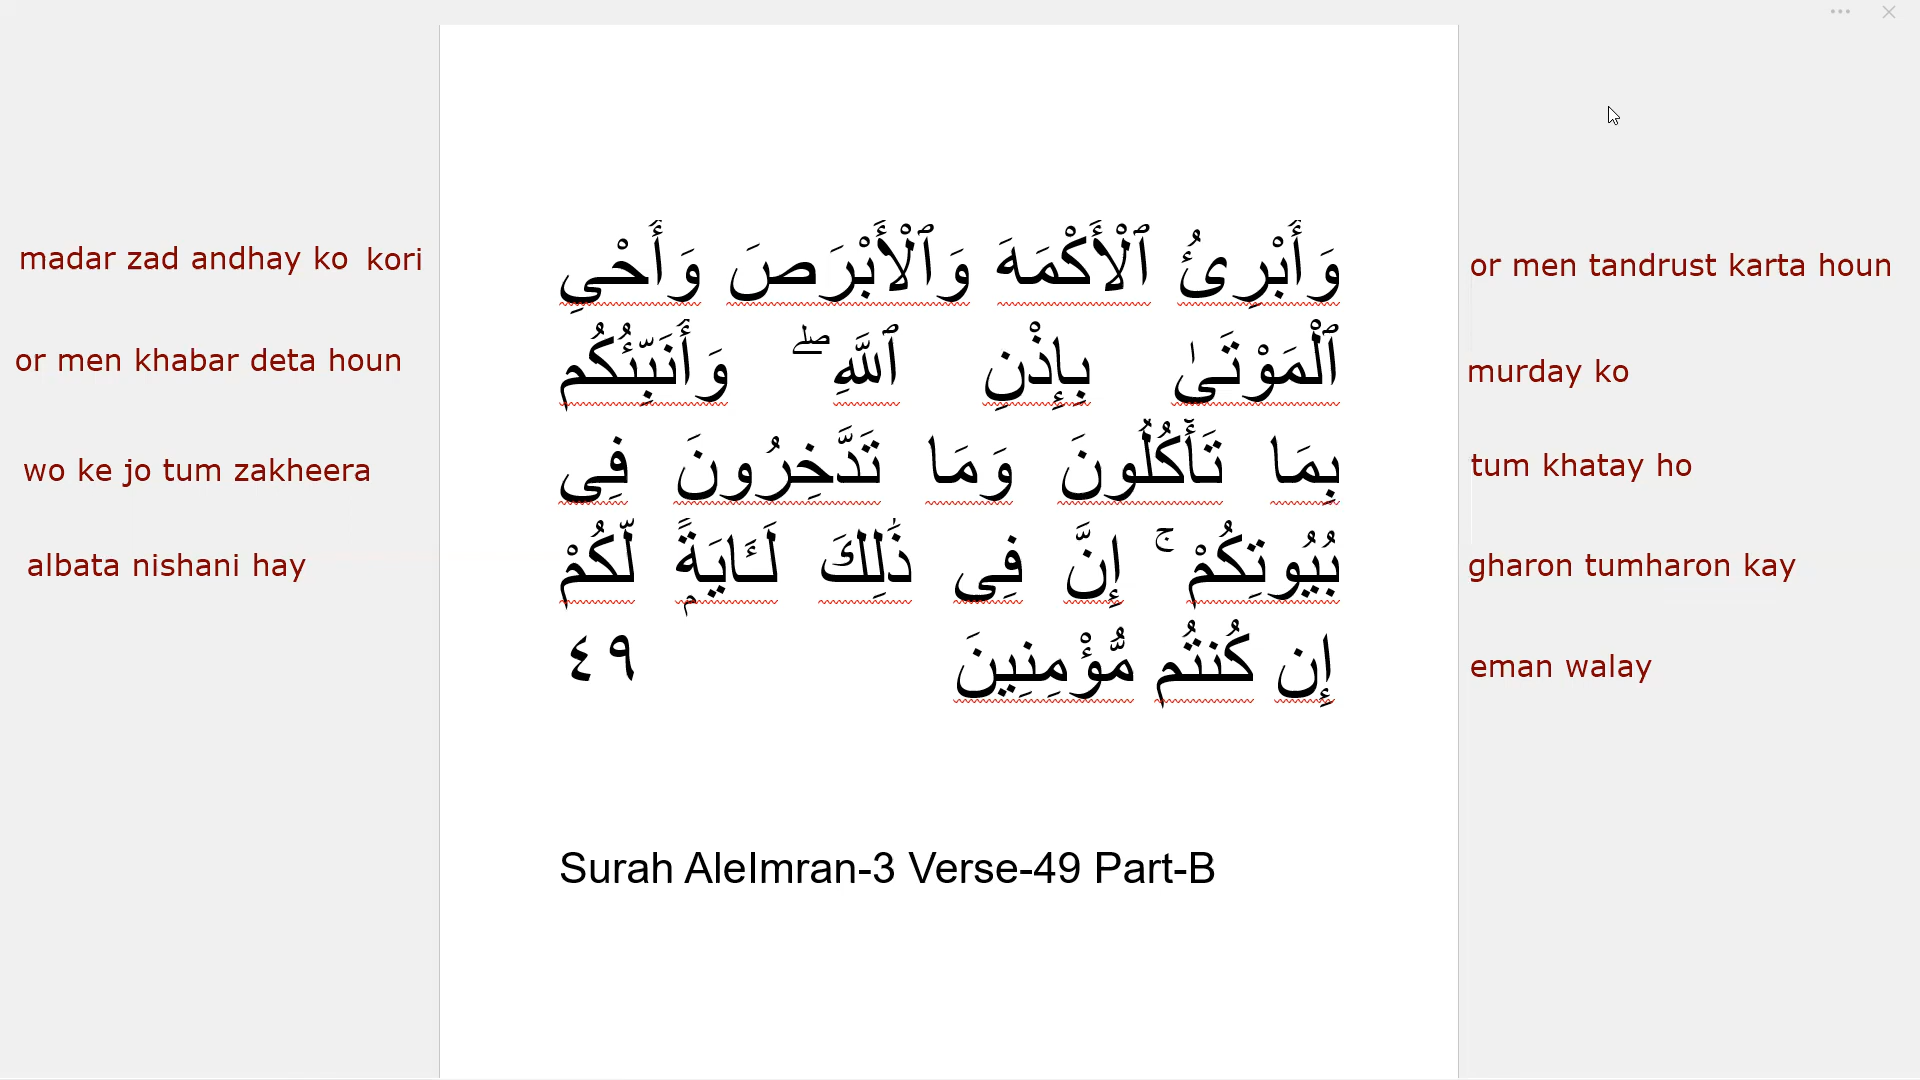 madar zad andhay ko kori
or men khabar deta houn
wo ke jo tum zakheera
albata nishani hay
وَأُبْرِئُ ٱلْأَكْمَهَ وَٱلْأَبْرَصَ وَأُحْىِ
ٱلْمَوْتَىٰ بِإِذْنِ ٱللَّهِ ۖ وَأُنَبِّئُكُم
بِمَا تَأْكُلُونَ وَمَا تَدَّخِرُونَ فِى
بُيُوتِكُمْ ۚ إِنَّ فِى ذَٰلِكَ لَـَٔايَةًۭ لَّكُمْ
إِن كُنتُم مُّؤْمِنِينَ ٤٩
Surah AleImran-3 Verse-49 Part-B
or men tandrust karta houn
murday ko
tum khatay ho
gharon tumharon kay
eman walay